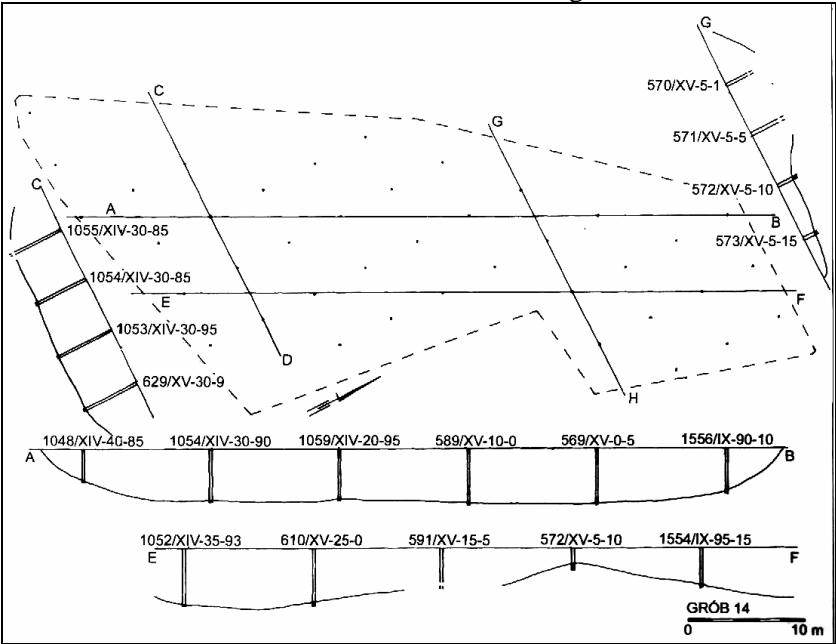 G
570/XV-5-1
C
G
571/XV-5-5
C
572/XV-5-10
A
B
1055/XIV-30-85
573/XV-5-15
1054/XIV-30-85
E
F
1053/XIV-30-95
D
629/XV-30-9
H
1048/XIV-40-85 1054/XIV-30-90 1059/XIV-20-95 589/XV-10-0 569/XV-0-5 1556/IX-90-10
A B
1052/XIV-35-93 610/XV-25-0 591/XV-15-5 572/XV-5-10 1554/IX-95-15
E F
GRÓB 14
0 10 m